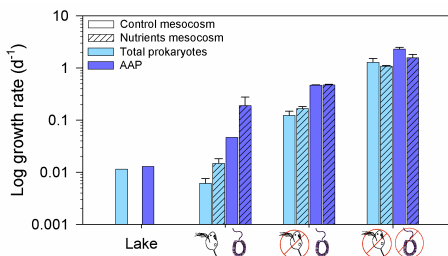 Control mesocosm
Nutrients mesocosm
Total prokaryotes
AAP
Log growth rate (d⁻¹)
10
1
0.1
0.01
0.001
Lake